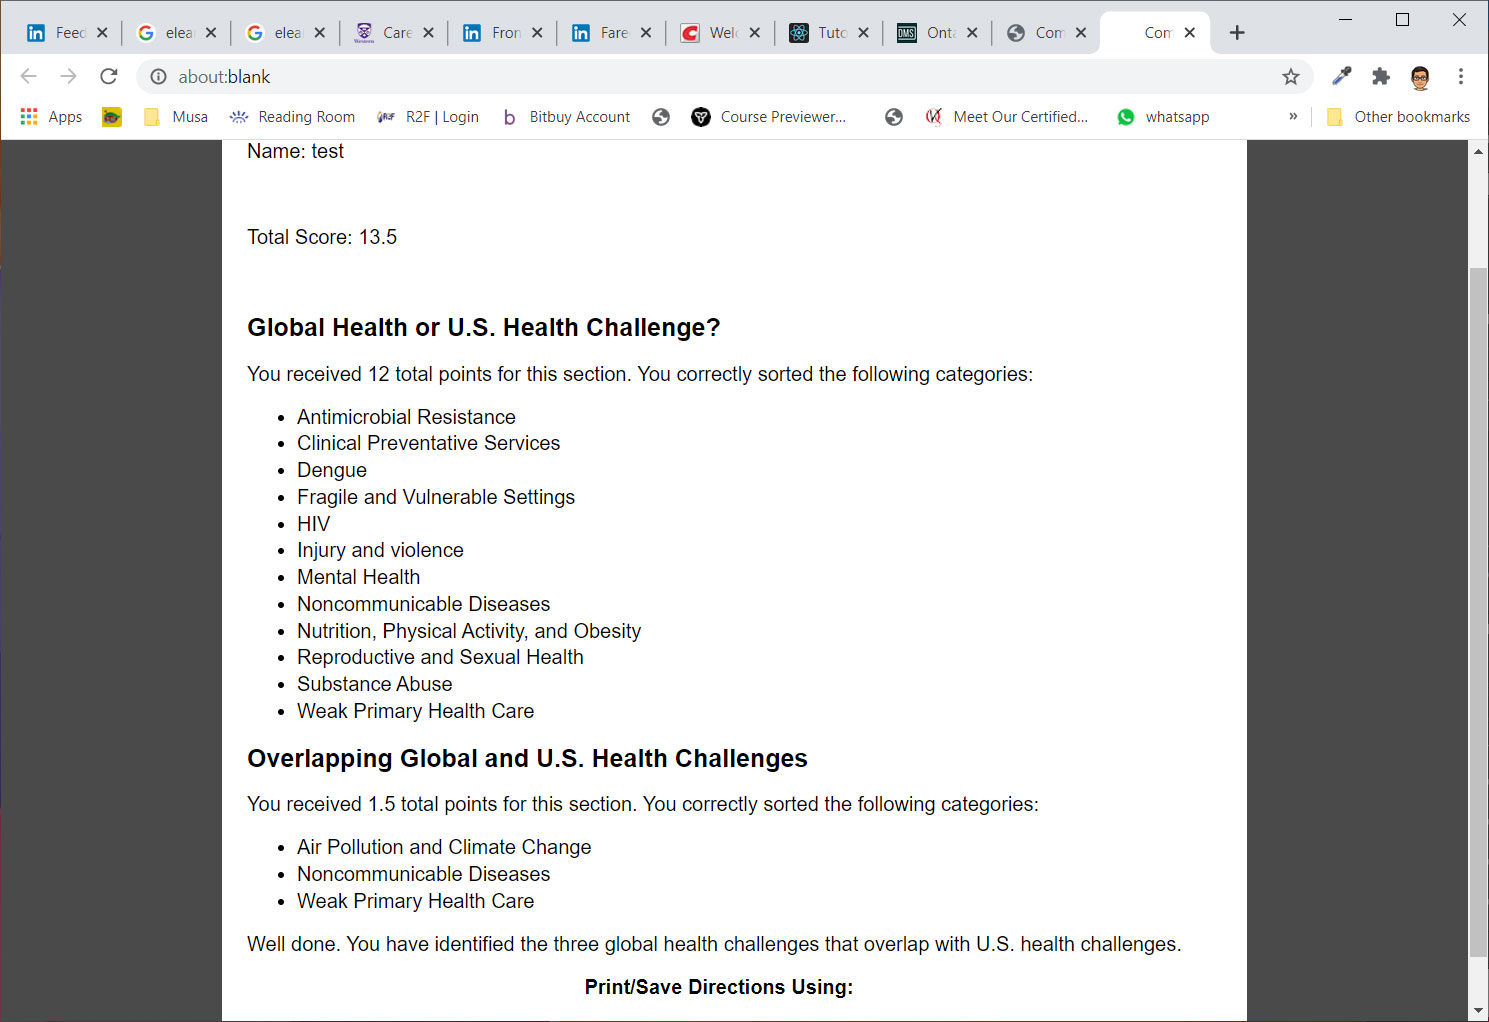 Feed
elea
elea
Care
Fron
Fare
Welc
Tuto
Onta
Com
Com
about:blank
Apps
Musa
Reading Room
R2F | Login
Bitbuy Account
Course Previewer...
Meet Our Certified...
whatsapp
»
Other bookmarks
Name: test
Total Score: 13.5
Global Health or U.S. Health Challenge?
You received 12 total points for this section. You correctly sorted the following categories:
• Antimicrobial Resistance
• Clinical Preventative Services
• Dengue
• Fragile and Vulnerable Settings
• HIV
• Injury and violence
• Mental Health
• Noncommunicable Diseases
• Nutrition, Physical Activity, and Obesity
• Reproductive and Sexual Health
• Substance Abuse
• Weak Primary Health Care
Overlapping Global and U.S. Health Challenges
You received 1.5 total points for this section. You correctly sorted the following categories:
• Air Pollution and Climate Change
• Noncommunicable Diseases
• Weak Primary Health Care
Well done. You have identified the three global health challenges that overlap with U.S. health challenges.
Print/Save Directions Using: